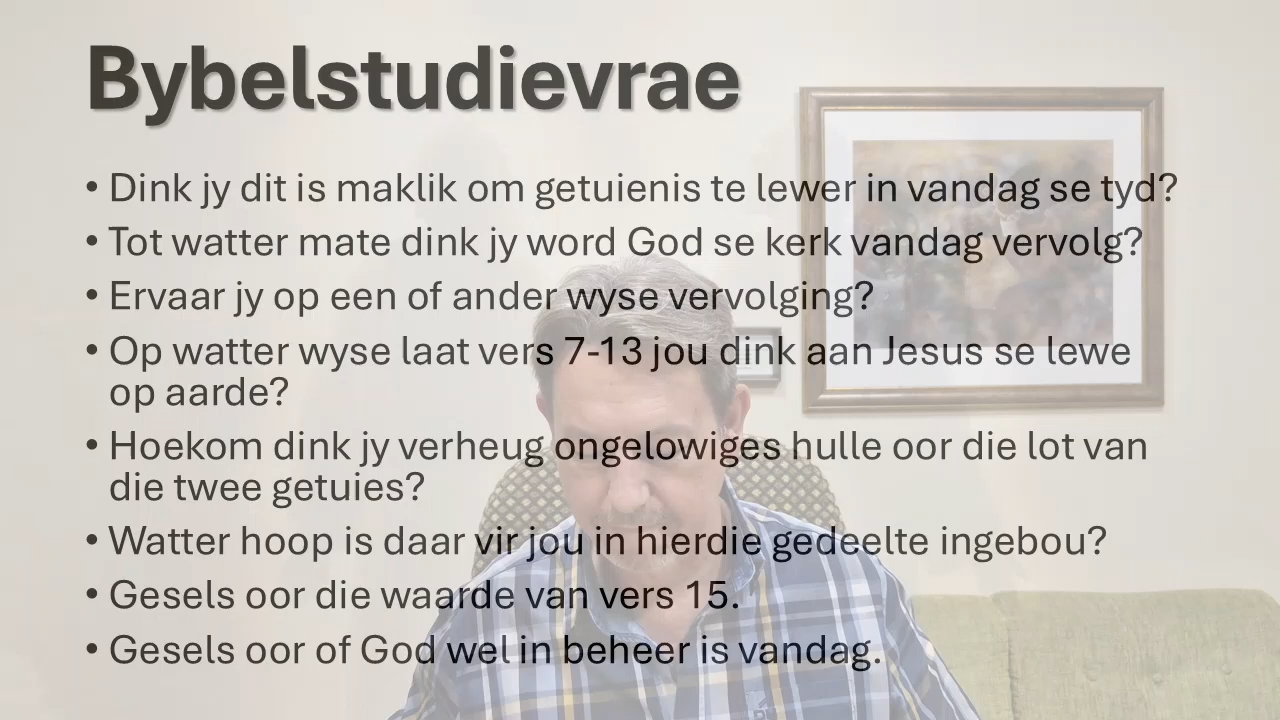 Bybelstudievrae
• Dink jy dit is maklik om getuienis te lewer in vandag se tyd?
• Tot watter mate dink jy word God se kerk vandag vervolg?
• Ervaar jy op een of ander wyse vervolging?
• Op watter wyse laat vers 7-13 jou dink aan Jesus se lewe
op aarde?
• Hoekom dink jy verheug ongelowiges hulle oor die lot van
die twee getuies?
• Watter hoop is daar vir jou in hierdie gedeelte ingebou?
• Gesels oor die waarde van vers 15.
• Gesels oor of God wel in beheer is vandag.